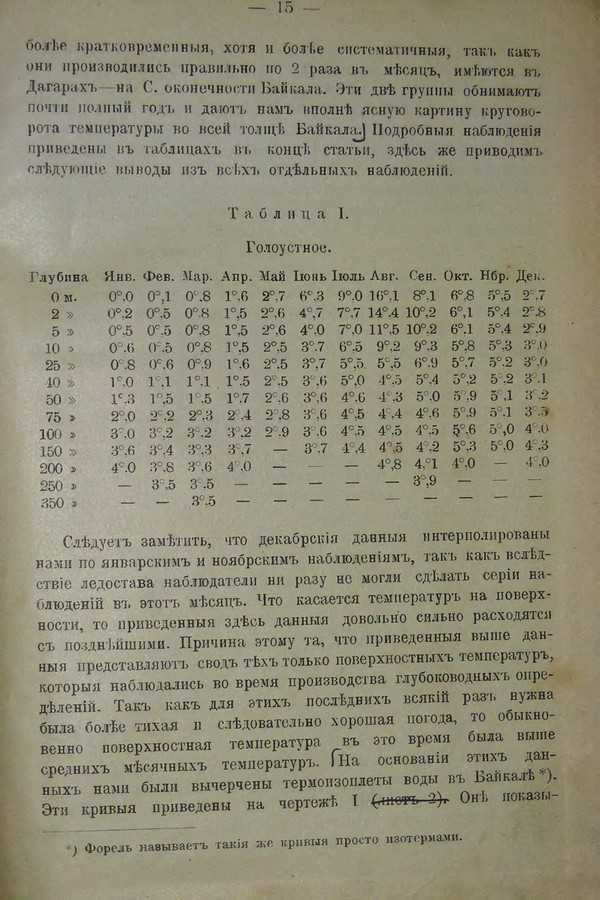 — 15 —
болѣе кратковременныя, хотя и болѣе систематичныя, такъ какъ
они производились правильно по 2 раза въ мѣсяцъ, имѣются въ
Дагарахъ—на С. оконечности Байкала. Эти двѣ группы обнимаютъ
почти полный годъ и даютъ намъ вполнѣ ясную картину кругово-
рота температуры во всей толщѣ Байкала. Подробныя наблюденія
приведены въ таблицахъ въ концѣ статьи, здѣсь же приводимъ
слѣдующіе выводы изъ всѣхъ отдѣльныхъ наблюденій.
Таблица I.
Голоустное.
Глубина Янв. Фев. Мар. Апр. Май Іюнь Іюль Авг. Сен. Окт. Нбр. Дек.
0 м. 0°,0 0°,1 0°.8 1°,6 2°,7 6°.3 9°.0 16°,1 8°,1 6°,8 5°,5 2°.7
2 » 0°.2 0°,5 0°.8 1°,5 2°.6 4°,7 7°.7 14°,4 10°,2 6°,1 5°,4 2°.8
5 » 0°.5 0°.5 0°.8 1°,5 2°.6 4°.0 7°,0 11°,5 10°,2 6°.1 5°.4 2°,9
10 » 0°.6 0°.5 0°,8 1°,5 2°,5 3°.7 6°.5 9°,2 9°,3 5°,8 5°,3 3°,0
25 » 0°.8 0°.6 0°.9 1°,6 2°.5 3°,7 5°,5 5°,5 6°.9 5°,7 5°.2 3°,0
40 » 1°.0 1°.1 1°.1 1°.5 2°.5 3°.6 5°,0 4°,5 5°.4 5°,2 5°,2 3°.1
50 » 1°.3 1°.5 1°.5 1°,7 2°.6 3°.6 4°.6 4°.3 5°.0 5°,9 5°,1 3°,2
75 » 2°.0 2°.2 2°.3 2°.4 2°.8 3°.6 4°,5 4°,4 4°,6 5°,9 5°.1
100 » 3°,0 3°,2 3°,2 3°,2 2°.9 3°.6 4°.5 4°.5 4°,5 5°,6 5°,0 4°.0
150 » 3°,6 3°,4 3°.3 3°,7 — 3°.7 4°,4 4°,5 4°.2 5°,3 5°,0 4°,3
200 » 4°.0 3°.8 3°,6 4°,0 — — — 4°,8 4.°1 4°,0 — 4°,0
250 » — 3°.5 3°.5 — — — — — 3°,9 — — —
350 » — — 3°.5 — — — — — — — — —
Слѣдуетъ замѣтить, что декабрскія данныя интерполированы
нами по январскимъ и ноябрскимъ наблюденіямъ, такъ какъ вслѣд-
ствіе ледостава наблюдатели ни разу не могли сдѣлать серіи на-
блюденій въ этотъ мѣсяцъ. Что касается температуръ на поверх-
ности, то приведенныя здѣсь данныя довольно сильно расходятся
съ позднѣйшими. Причина этому та, что приведенныя выше дан-
ныя представляютъ сводъ тѣхъ только поверхностныхъ температуръ,
которыя наблюдались во время производства глубоководныхъ опре-
дѣленій. Такъ какъ для этихъ послѣднихъ всякій разъ нужна
была болѣе тихая и слѣдовательно хорошая погода, то обыкно-
венно поверхностная температура въ это время была выше
среднихъ мѣсячныхъ температуръ. На основаніи этихъ дан-
ныхъ нами были вычерчены термоизоплеты воды въ Байкалѣ*).
Эти кривыя приведены на чертежѣ I (листъ 2). Онѣ показы-
*) Форель называетъ такія же кривыя просто изотермами.